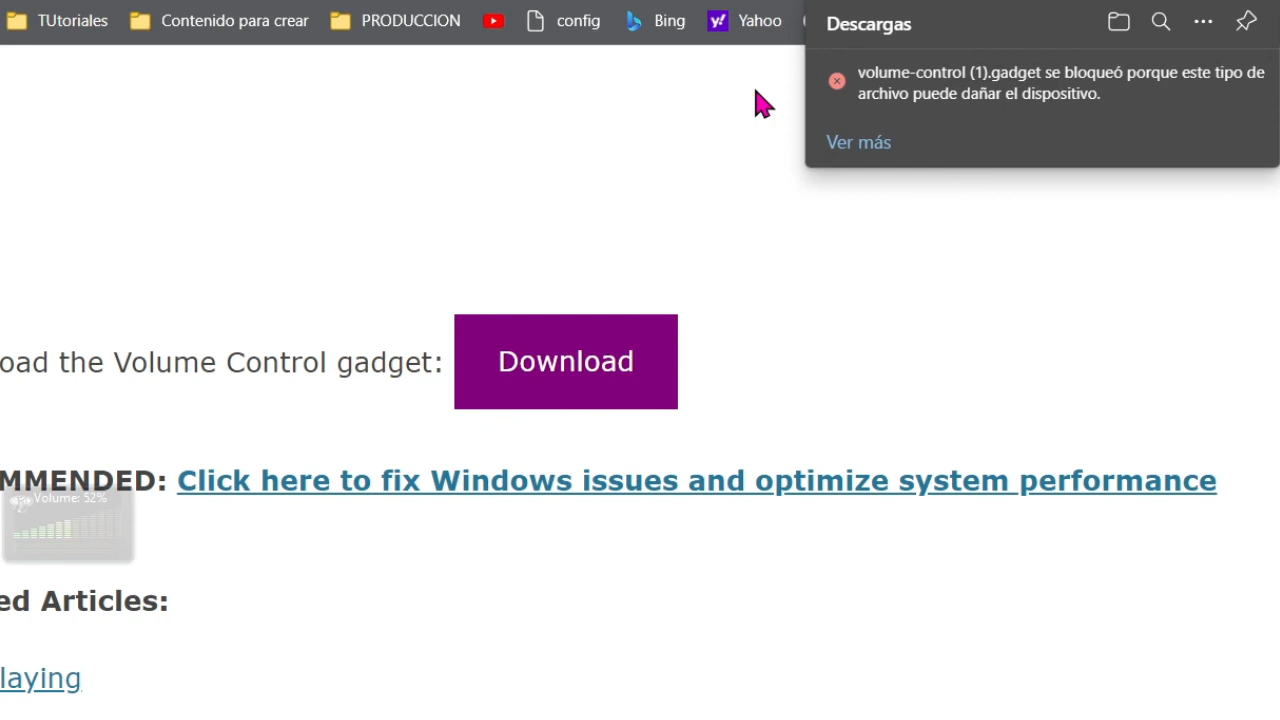 TUtoriales Contenido para crear PRODUCCION config Bing Yahoo
Descargas
volume-control (1).gadget se bloqueó porque este tipo de
archivo puede dañar el dispositivo.
Ver más
oad the Volume Control gadget: Download
MMENDED: Click here to fix Windows issues and optimize system performance
Volume: 52%
ed Articles:
laying